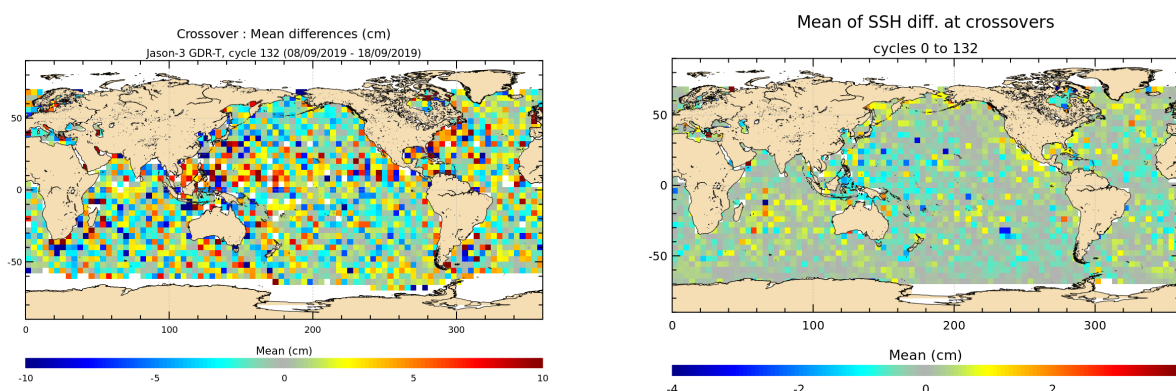 Crossover : Mean differences (cm)
Jason-3 GDR-T, cycle 132 (08/09/2019 - 18/09/2019)
50
0
-50
0 100 200 300
Mean (cm)
-10 -5 0 5 10
Mean of SSH diff. at crossovers
cycles 0 to 132
50
0
-50
0 100 200 300
Mean (cm)
-4 -2 0 2